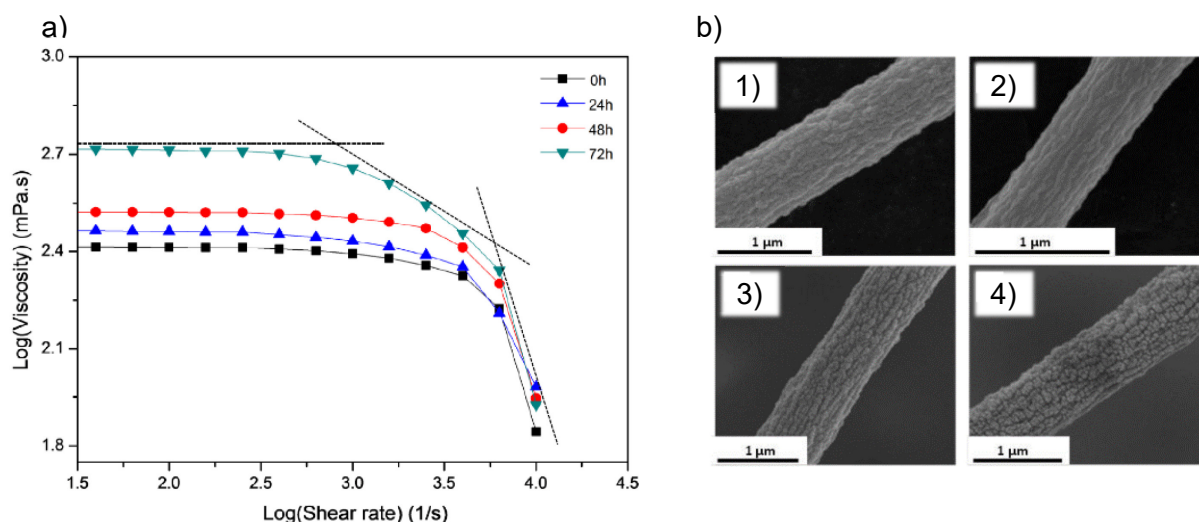 a)
3.0
2.7
2.4
2.1
1.8
Log(Viscosity) (mPa.s)
0h
24h
48h
72h
1.5
2.0
2.5
3.0
3.5
4.0
4.5
Log(Shear rate) (1/s)
b)
1)
1 µm
2)
1 µm
3)
1 µm
4)
1 µm